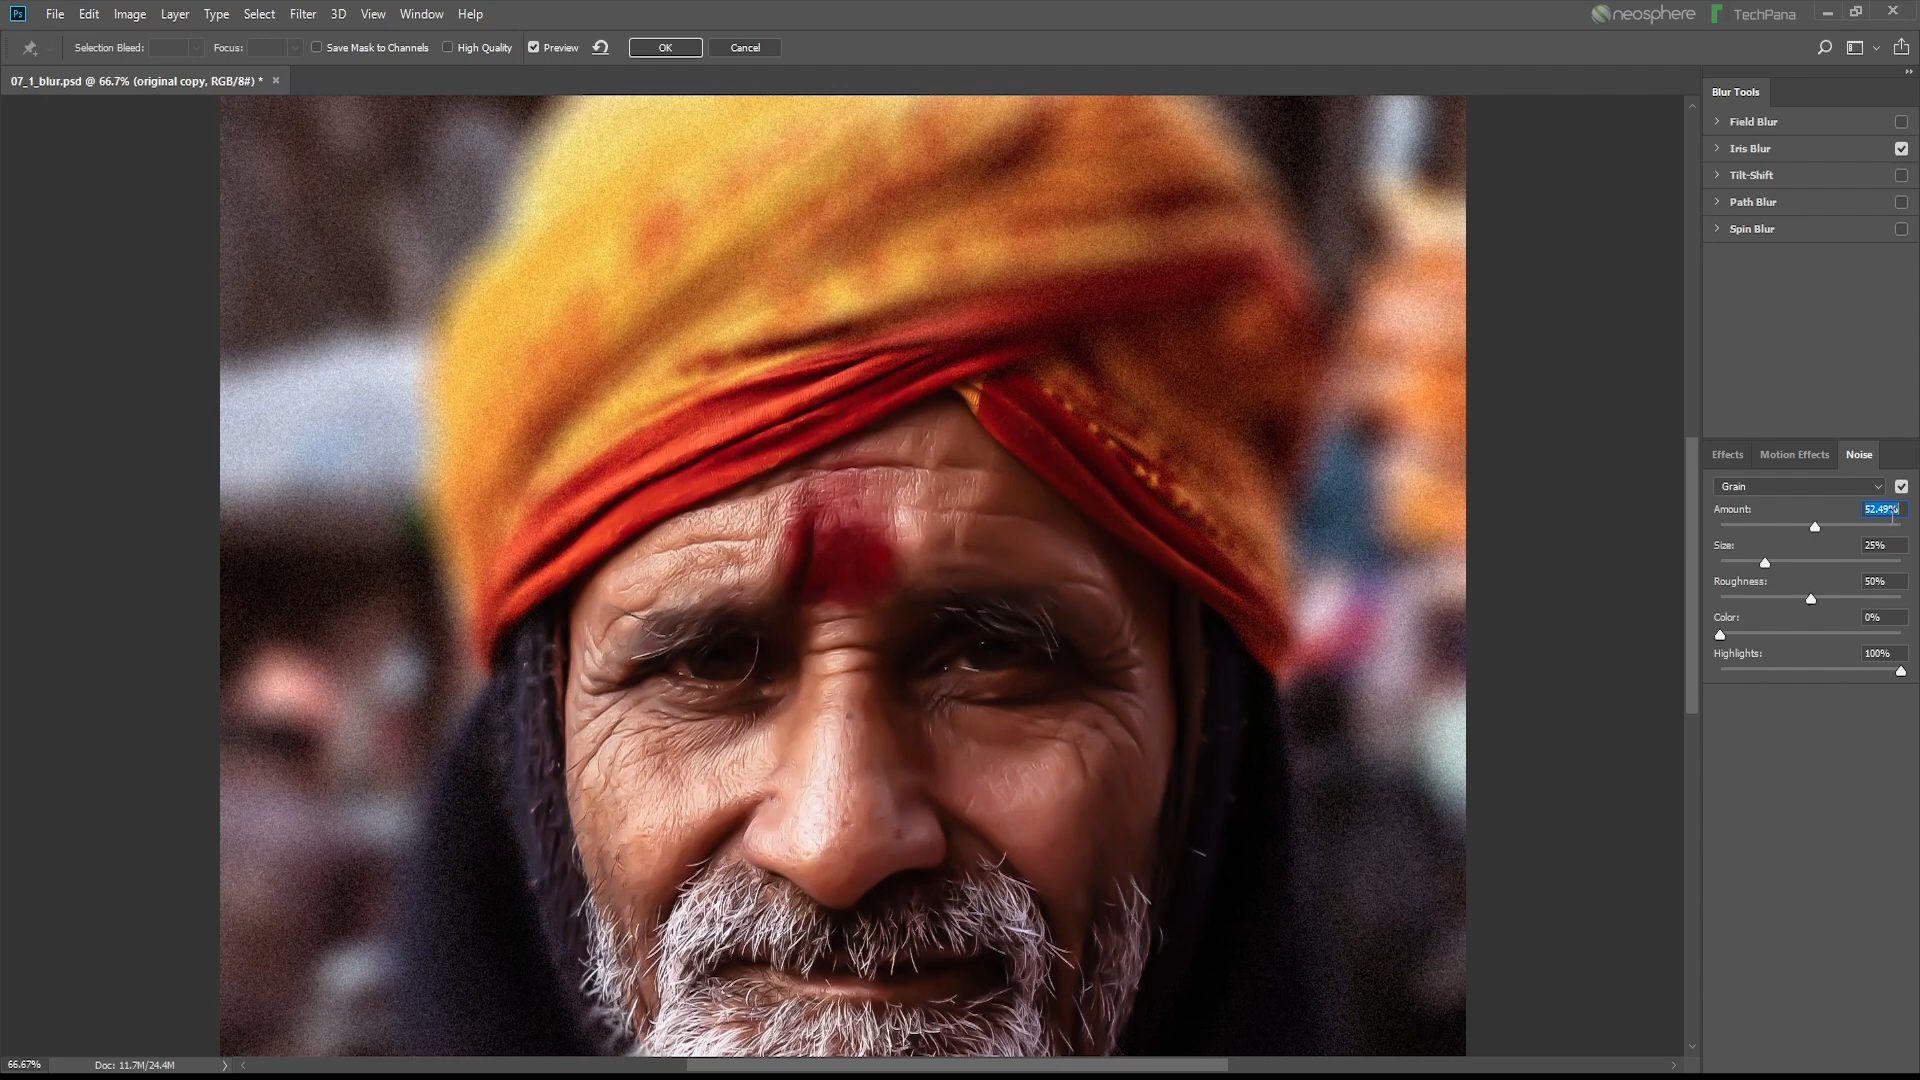 Ps File Edit Image Layer Type Select Filter 3D View Window Help neosphere TechPana
Selection Bleed: Focus: Save Mask to Channels High Quality Preview OK Cancel
07_1_blur.psd @ 66.7% (original copy, RGB/8#) *
Blur Tools
Field Blur
Iris Blur
Tilt-Shift
Path Blur
Spin Blur
Effects Motion Effects Noise
Grain
Amount: 52.49%
Size: 25%
Roughness: 50%
Color: 0%
Highlights: 100%
66.67% Doc: 11.7M/24.4M